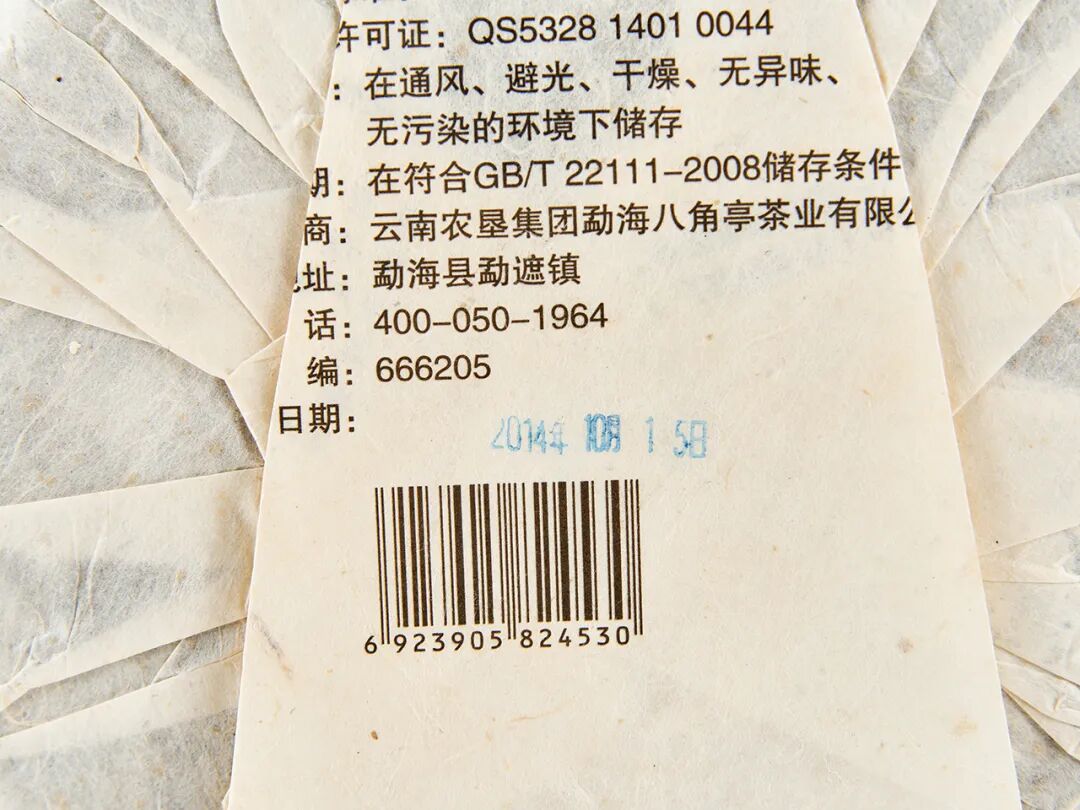 许可证：QS5328 1401 0044
：在通风、避光、干燥、无异味、
无污染的环境下储存
期：在符合GB/T 22111-2008储存条件
商：云南农垦集团勐海八角亭茶业有限公
址：勐海县勐遮镇
话：400-050-1964
编：666205
日期：
2014年 10月 15日
6 923905 824530